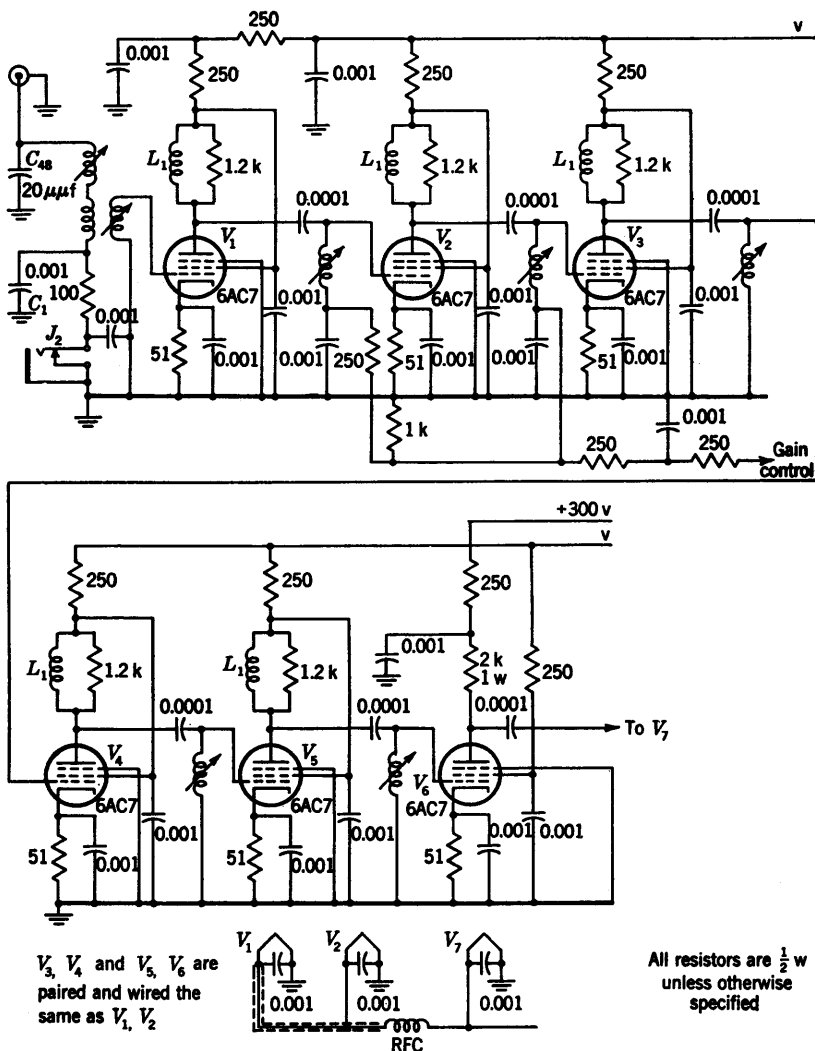 250
v
0.001
250
0.001
250
250
C48
20μμf
L1
1.2 k
L1
1.2 k
L1
1.2 k
0.0001
0.0001
0.0001
V1
V2
V3
0.001
C1
100
0.001
6AC7
0.001
6AC7
0.001
6AC7
0.001
J2
51
0.001
0.001
250
51
0.001
0.001
51
0.001
1 k
0.001
250
250
Gain
control
+300 v
v
250
250
250
0.001
2 k
1 w
250
L1
1.2 k
L1
1.2 k
0.0001
0.0001
0.0001
To V7
V4
V5
V6
6AC7
6AC7
6AC7
51
0.001
0.001
51
0.001
0.001
51
0.001
0.001
V3, V4 and V5, V6 are
paired and wired the
same as V1, V2
V1
V2
V7
0.001
0.001
0.001
RFC
All resistors are 1/2 w
unless otherwise
specified